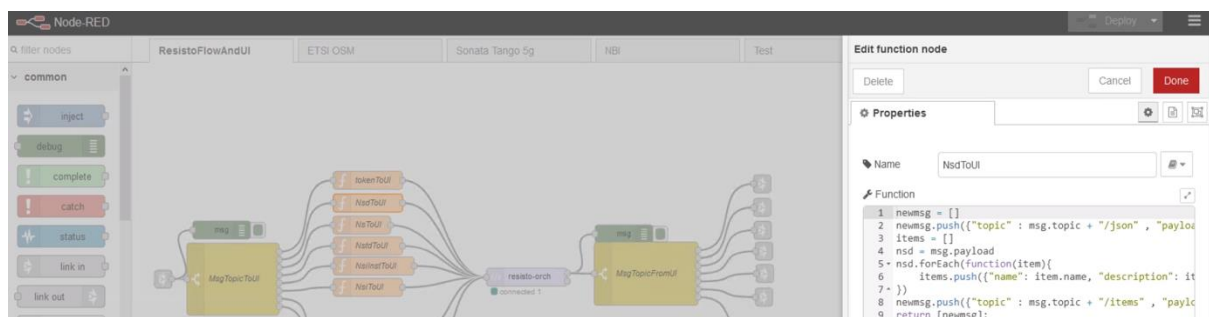 Node-RED
Deploy
filter nodes
common
inject
debug
complete
catch
status
link in
link out
ResistoFlowAndUI
ETSI OSM
Sonata Tango 5g
NBI
Test
msg
MsgTopicToUI
tokenToUI
NsdToUI
NsToUI
NstdToUI
NsiInstToUI
NsiToUI
resisto-orch
connected 1
msg
MsgTopicFromUI
Edit function node
Delete
Cancel
Done
Properties
Name
NsdToUI
Function
1 newmsg = []
2 newmsg.push({"topic" : msg.topic + "/json" , "payloa
3 items = []
4 nsd = msg.payload
5 nsd.forEach(function(item){
6 items.push({"name": item.name, "description": it
7 })
8 newmsg.push({"topic" : msg.topic + "/items" , "paylo
9 return [newmsg];